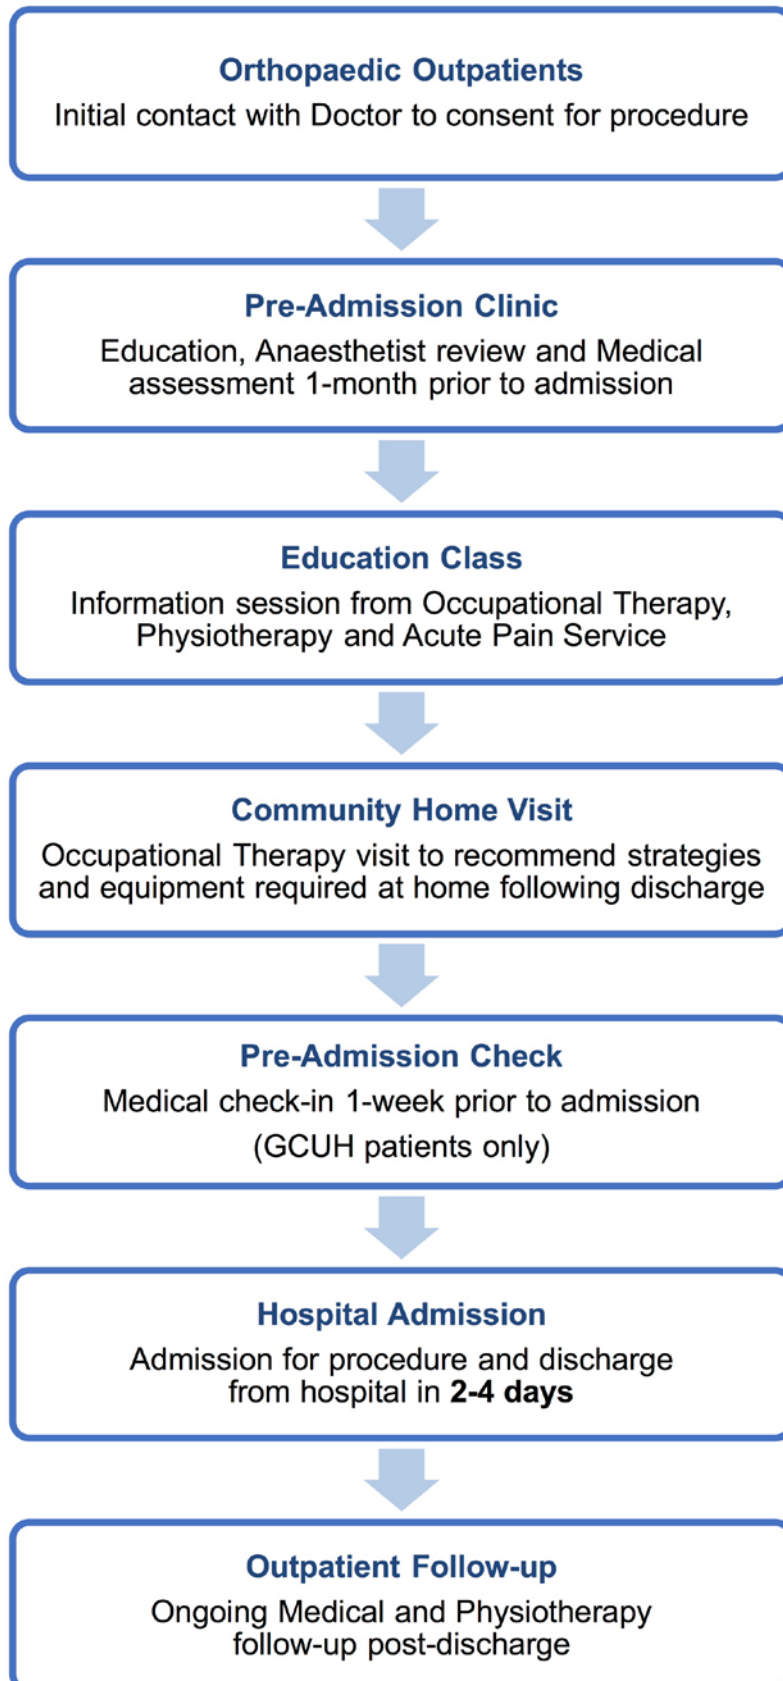 Orthopaedic Outpatients
Initial contact with Doctor to consent for procedure
Pre-Admission Clinic
Education, Anaesthetist review and Medical
assessment 1-month prior to admission
Education Class
Information session from Occupational Therapy,
Physiotherapy and Acute Pain Service
Community Home Visit
Occupational Therapy visit to recommend strategies
and equipment required at home following discharge
Pre-Admission Check
Medical check-in 1-week prior to admission
(GCUH patients only)
Hospital Admission
Admission for procedure and discharge
from hospital in 2-4 days
Outpatient Follow-up
Ongoing Medical and Physiotherapy
follow-up post-discharge